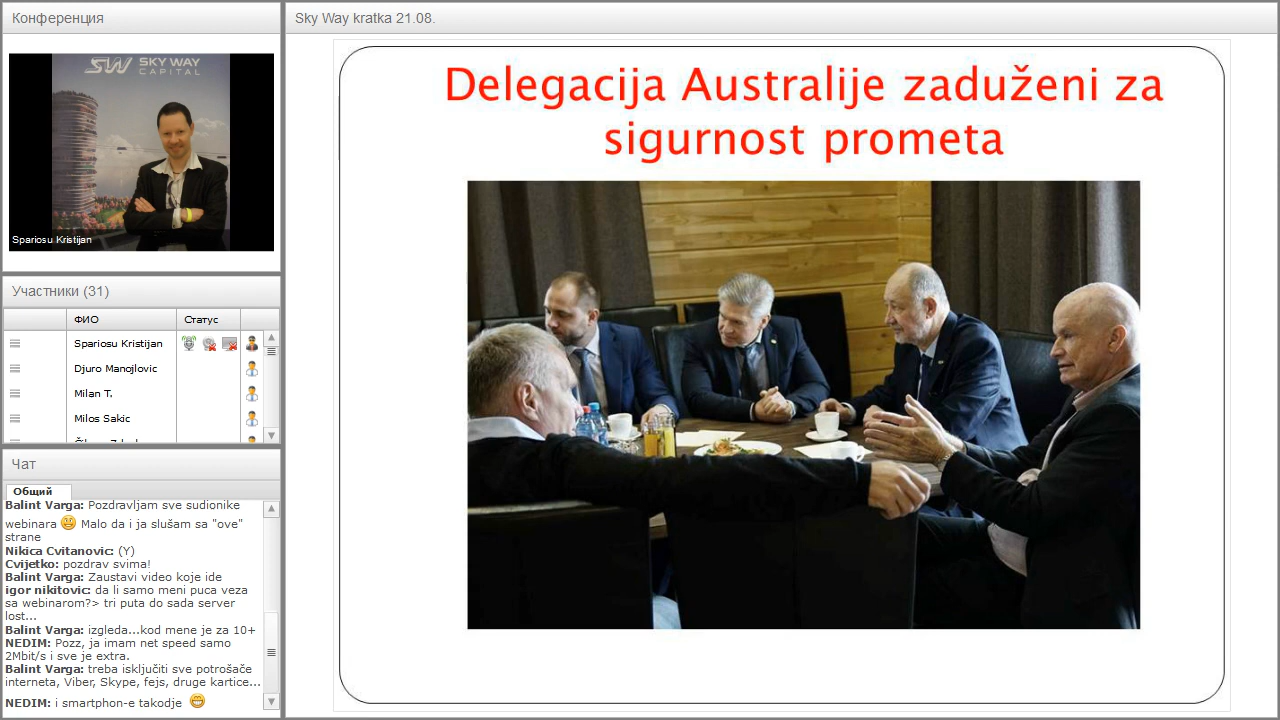 Конференция
SKY WAY
CAPITAL
Spariosu Kristijan
Участники (31)
ФИО
Статус
Spariosu Kristijan
Djuro Manojlovic
Milan T.
Milos Sakic
Чат
Общий
Balint Varga: Pozdravljam sve sudionike
webinara Malo da i ja slušam sa "ove"
strane
Nikica Cvitanovic: (Y)
Cvijetko: pozdrav svima!
Balint Varga: Zaustavi video koje ide
igor nikitovic: da li samo meni puca veza
sa webinarom?> tri puta do sada server
lost...
Balint Varga: izgleda...kod mene je za 10+
NEDIM: Pozz, ja imam net speed samo
2Mbit/s i sve je extra.
Balint Varga: treba isključiti sve potrošače
interneta, Viber, Skype, fejs, druge kartice...
NEDIM: i smartphon-e takodje
Sky Way kratka 21.08.
Delegacija Australije zaduženi za
sigurnost prometa